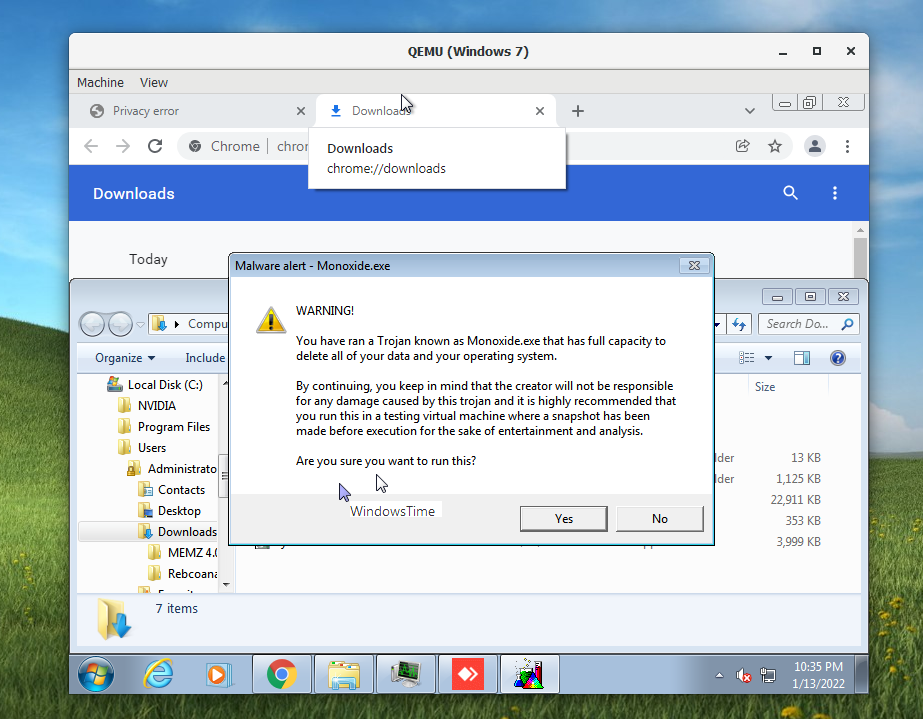 QEMU (Windows 7)
Machine View
Privacy error
Downloads
Chrome
Downloads
chrome://downloads
Downloads
Today
Malware alert - Monoxide.exe
WARNING!
You have ran a Trojan known as Monoxide.exe that has full capacity to
delete all of your data and your operating system.
By continuing, you keep in mind that the creator will not be responsible
for any damage caused by this trojan and it is highly recommended that
you run this in a testing virtual machine where a snapshot has been
made before execution for the sake of entertainment and analysis.
Are you sure you want to run this?
WindowsTime
Yes No
Compu
Search Do...
Organize Include
Size
Local Disk (C:)
NVIDIA
Program Files
Users
Administrato
Contacts
Desktop
Downloads
MEMZ 4.0
Rebcoana
lder 13 KB
lder 1,125 KB
22,911 KB
353 KB
3,999 KB
7 items
10:35 PM
1/13/2022